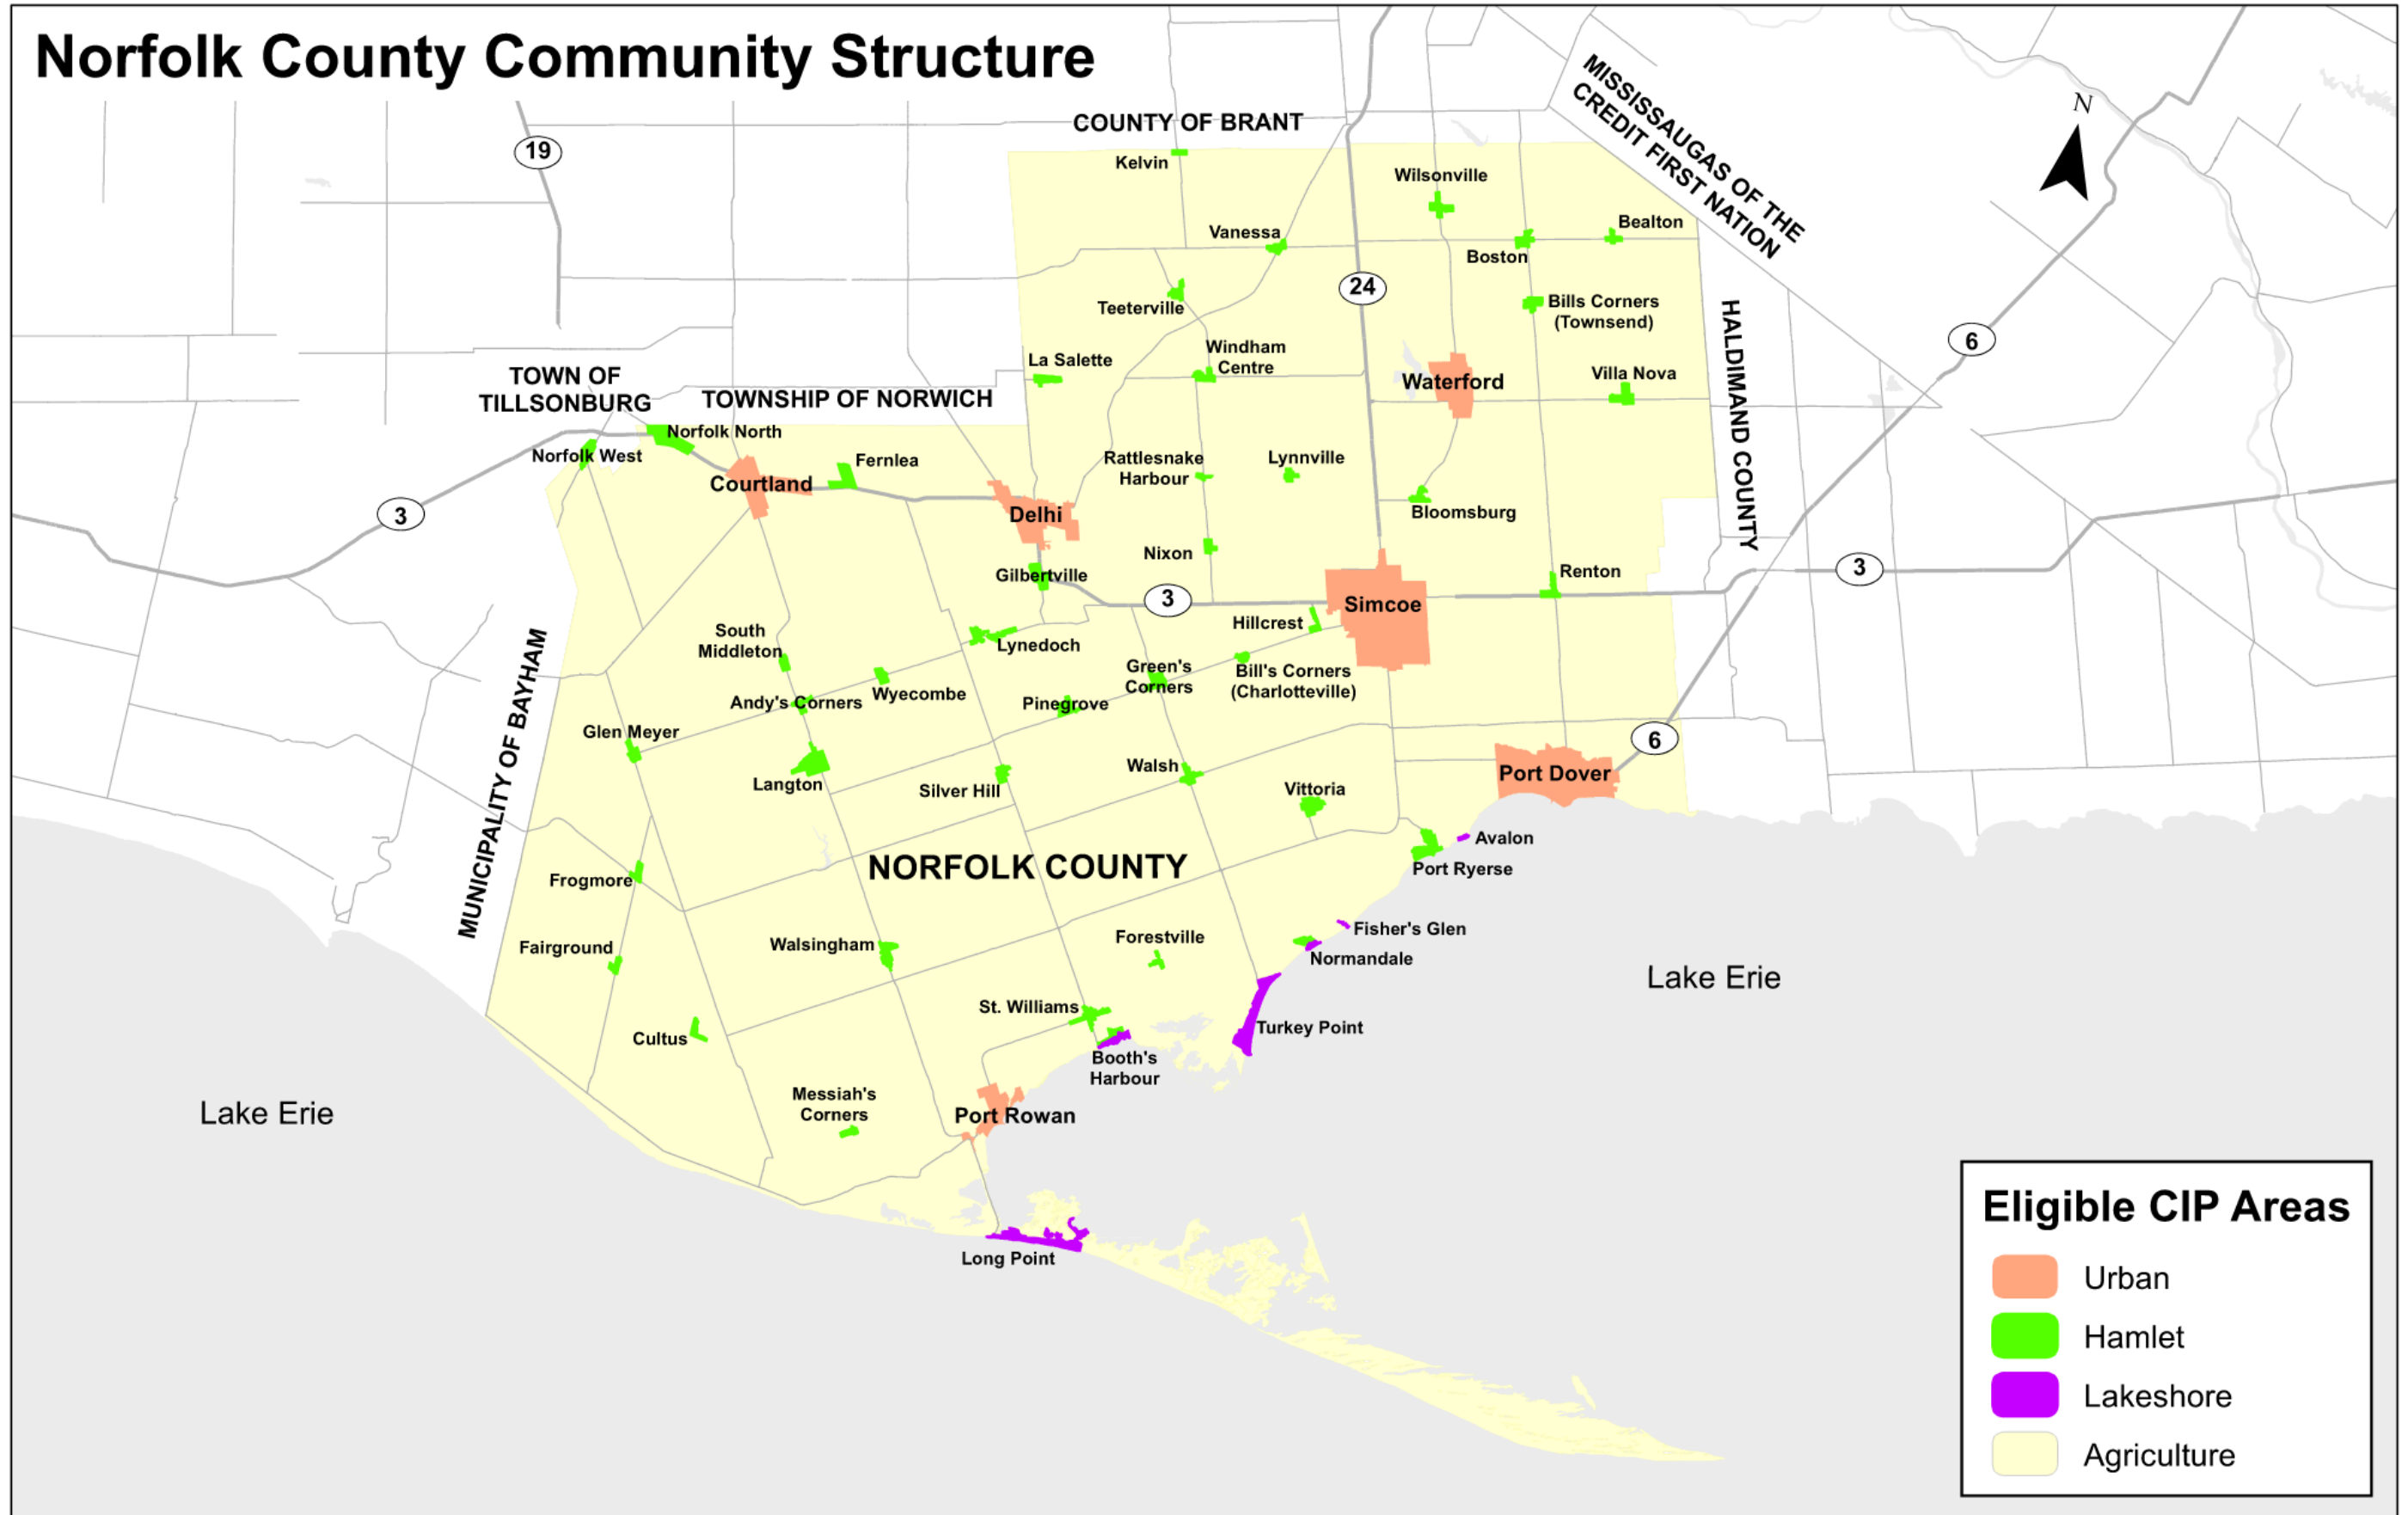 Norfolk County Community Structure
MISSISSAUGAS OF THE
CREDIT FIRST NATION
N
COUNTY OF BRANT
19
Kelvin
Wilsonville
Vanessa
Bealton
Boston
24
Teeterville
Bills Corners
(Townsend)
HALDIMAND COUNTY
6
La Salette
Windham
Centre
TOWN OF
TILLSONBURG
TOWNSHIP OF NORWICH
Waterford
Villa Nova
Norfolk North
Norfolk West
Fernlea
Courtland
Rattlesnake
Harbour
Lynnville
3
Delhi
Bloomsburg
Nixon
Gilbertville
3
Renton
3
Simcoe
Hillcrest
MUNICIPALITY OF BAYHAM
South
Middleton
Lynedoch
Green's
Corners
Bill's Corners
(Charlotteville)
Andy's Corners
Wyecombe
Pinegrove
Glen Meyer
6
Langton
Silver Hill
Walsh
Vittoria
Port Dover
Avalon
Port Ryerse
NORFOLK COUNTY
Frogmore
Fairground
Walsingham
Forestville
Fisher's Glen
Normandale
Lake Erie
St. Williams
Turkey Point
Cultus
Booth's
Harbour
Messiah's
Corners
Port Rowan
Lake Erie
Long Point
Eligible CIP Areas
Urban
Hamlet
Lakeshore
Agriculture